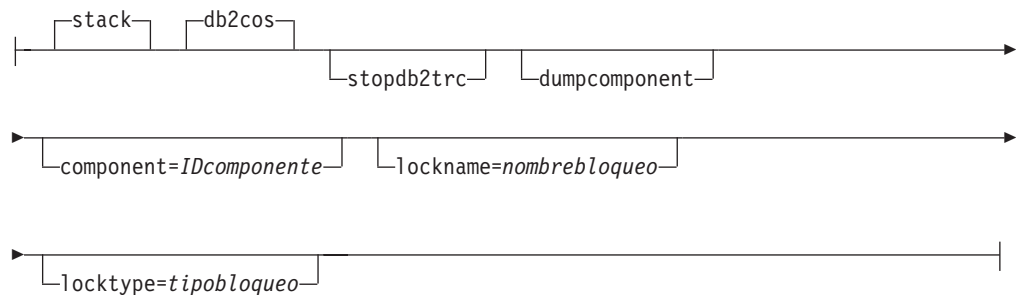 stack db2cos
stopdb2trc dumpcomponent
component=IDcomponente lockname=nombrebloqueo
locktype=tipobloqueo